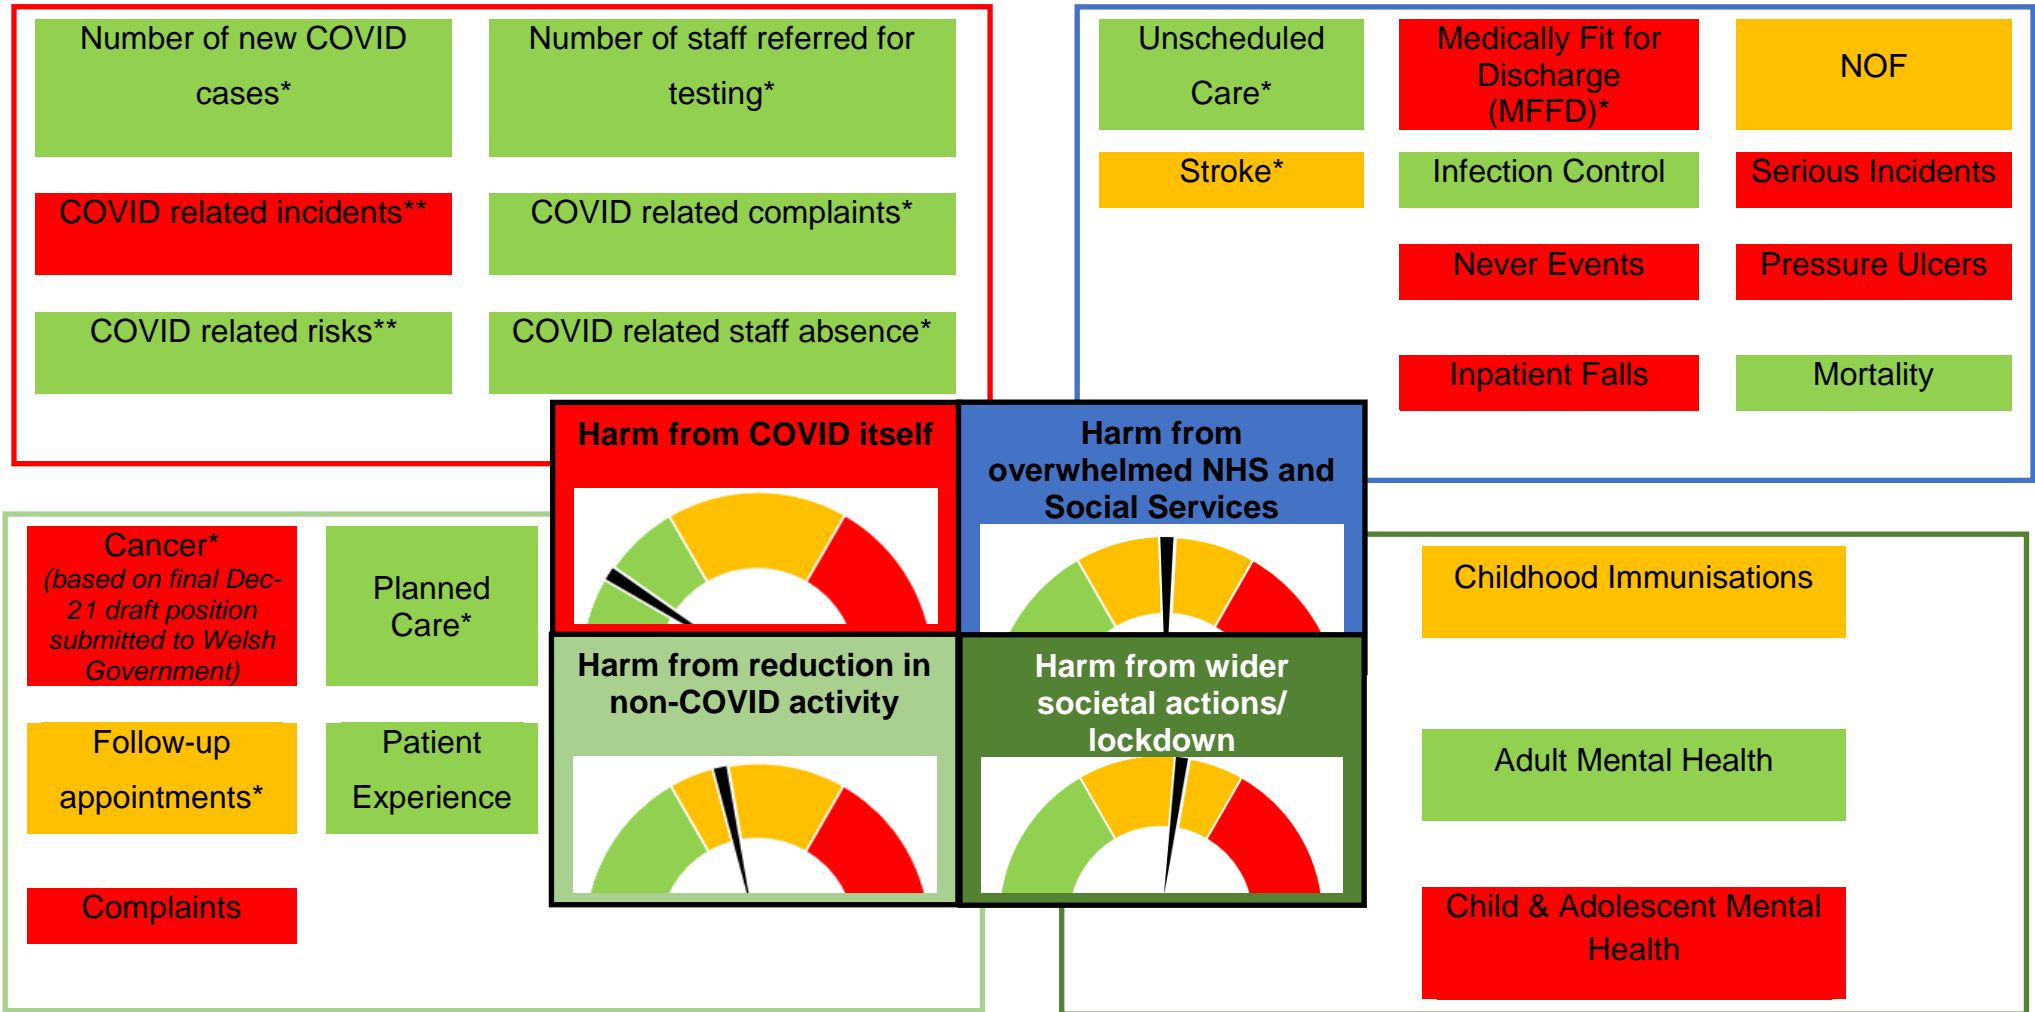 Number of new COVID
cases*
Number of staff referred for
testing*
COVID related incidents**
COVID related complaints*
COVID related risks**
COVID related staff absence*
Unscheduled
Care*
Medically Fit for
Discharge
(MFFD)*
NOF
Stroke*
Infection Control
Serious Incidents
Never Events
Pressure Ulcers
Inpatient Falls
Mortality
Harm from COVID itself
Harm from
overwhelmed NHS and
Social Services
Cancer*
(based on final Dec-
21 draft position
submitted to Welsh
Government)
Planned
Care*
Follow-up
appointments*
Patient
Experience
Complaints
Harm from reduction in
non-COVID activity
Harm from wider
societal actions/
lockdown
Childhood Immunisations
Adult Mental Health
Child & Adolescent Mental
Health